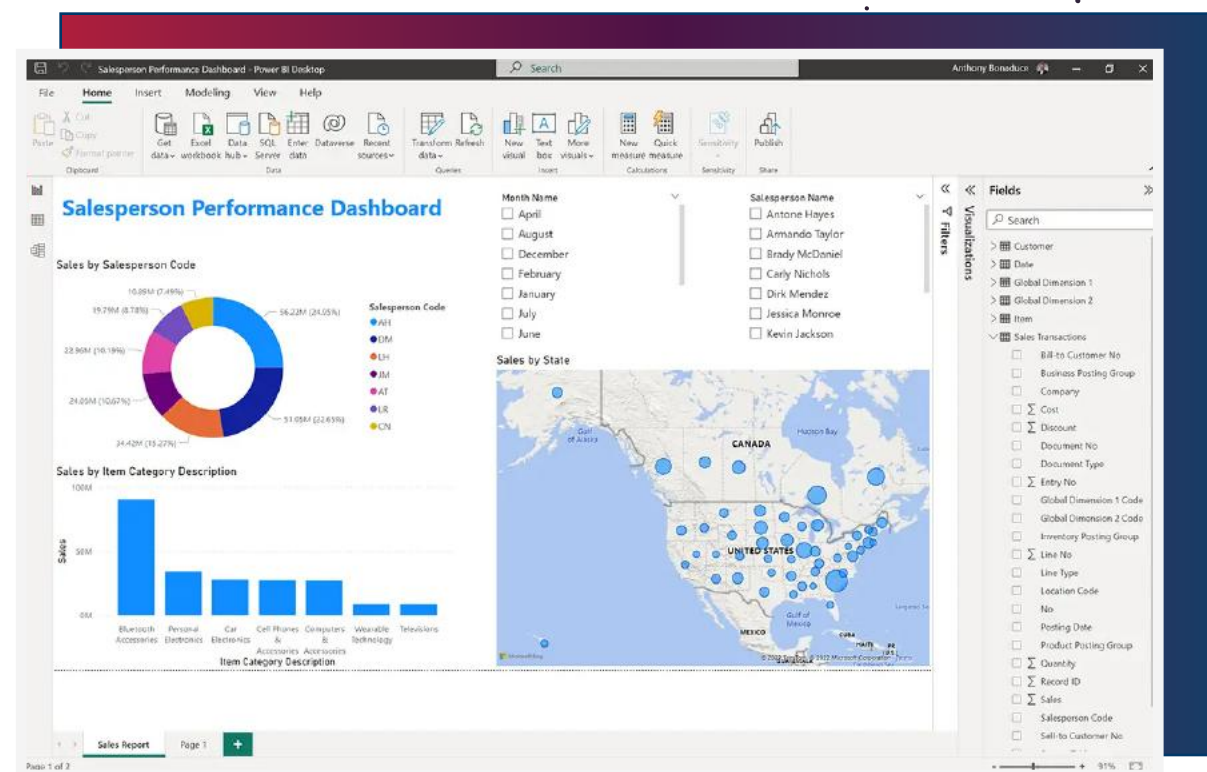 Salesperson Performance Dashboard - Power BI Desktop
Search
Anthony Bonaduce
File Home Insert Modeling View Help
Paste
Cut
Copy
Format painter
Clipboard
Get data
Excel workbook
Data hub
SQL Server
Enter data
Dataverse
Recent sources
Data
Transform data
Refresh
Queries
New visual
Text box
More visuals
Insert
New measure
Quick measure
Calculations
Sensitivity
Sensitivity
Publish
Share
Salesperson Performance Dashboard
Month Name
April
August
December
February
January
July
June
Salesperson Name
Antone Hayes
Armando Taylor
Brady McDaniel
Carly Nichols
Dirk Mendez
Jessica Monroe
Kevin Jackson
Sales by Salesperson Code
19.79M (8.78%)
22.96M (10.19%)
24.05M (10.67%)
34.42M (15.27%)
51.05M (22.65%)
Salesperson Code
AH
DM
LH
JM
AT
LR
CN
Sales by State
Gulf of Alaska
Hudson Bay
CANADA
UNITED STATES
Gulf of Mexico
MEXICO
CUBA
HAITI
PR
(US)
Microsoft Bing
Sales by Item Category Description
100M
50M
0M
Sales
Bluetooth Accessories
Personal Electronics
Car Electronics
Cell Phones & Accessories
Computers & Accessories
Wearable Technology
Televisions
Item Category Description
Filters
Visualizations
Fields
Search
Customer
Date
Global Dimension 1
Global Dimension 2
Item
Sales Transactions
Bill-to Customer No
Business Posting Group
Company
Cost
Discount
Document No
Document Type
Entry No
Global Dimension 1 Code
Global Dimension 2 Code
Inventory Posting Group
Line No
Line Type
Location Code
No
Posting Date
Product Posting Group
Quantity
Record ID
Sales
Salesperson Code
Sell-to Customer No
Sales Report
Page 1
Page 1 of 2
91%